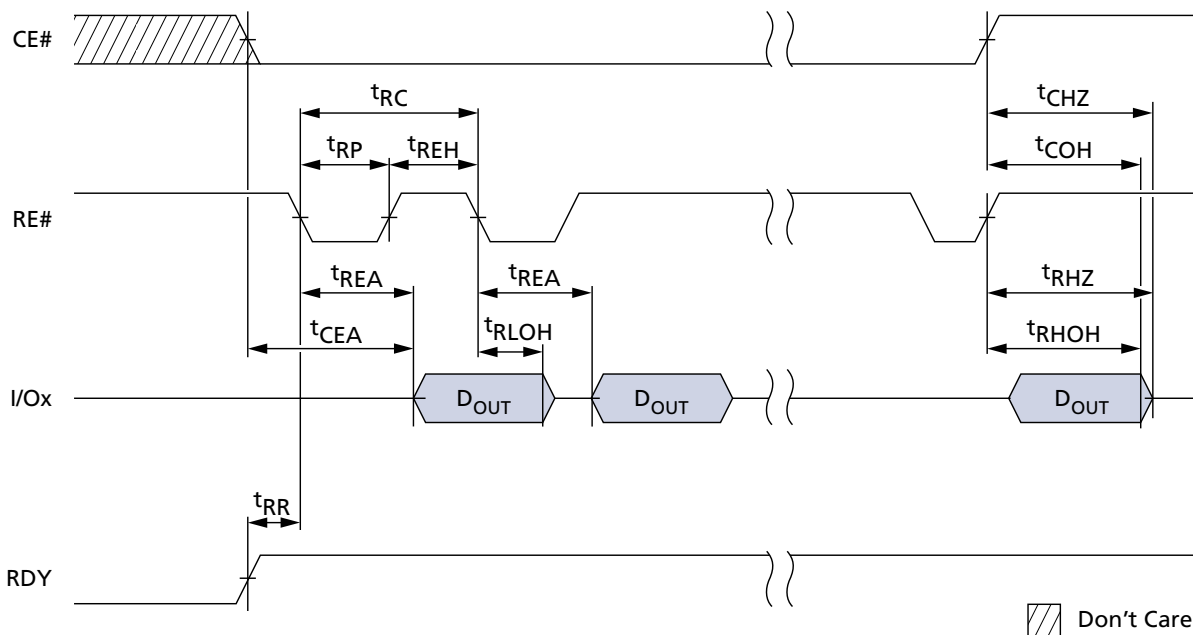 CE#
tRC
tCHZ
tRP
tREH
tCOH
RE#
tREA
tREA
tRHZ
tCEA
tRLOH
tRHOH
I/Ox
DOUT
DOUT
DOUT
tRR
RDY
Don't Care